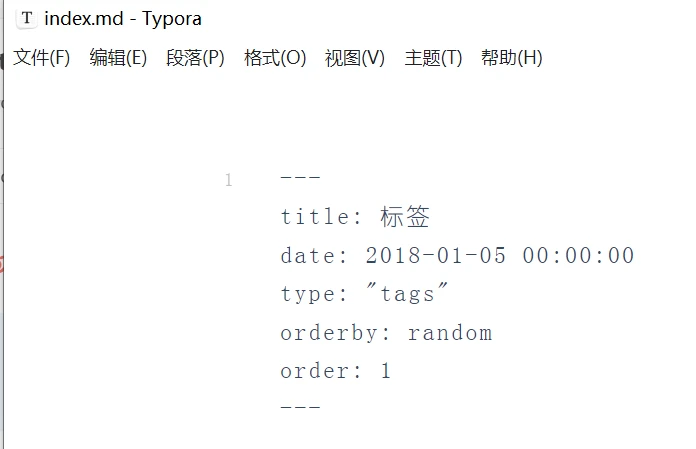 T index.md - Typora
文件(F) 编辑(E) 段落(P) 格式(O) 视图(V) 主题(T) 帮助(H)
1 ---
title: 标签
date: 2018-01-05 00:00:00
type: "tags"
orderby: random
order: 1
---